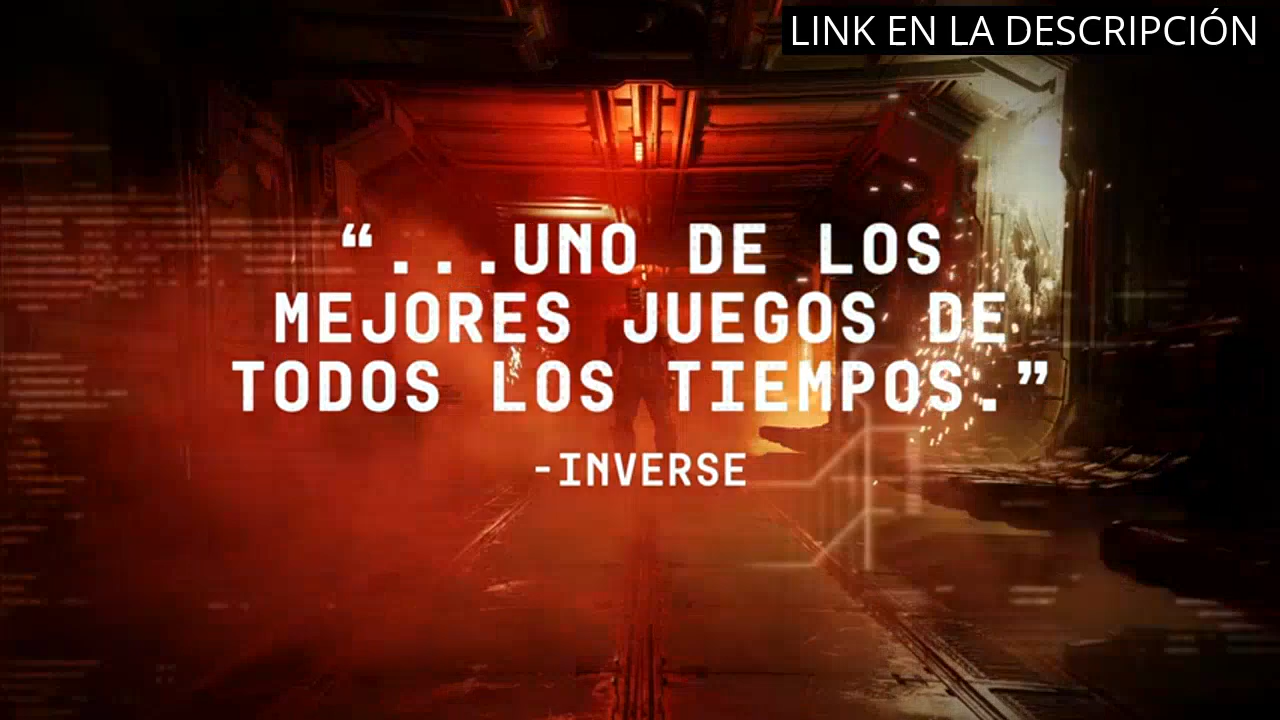 LINK EN LA DESCRIPCIÓN
“...UNO DE LOS
MEJORES JUEGOS DE
TODOS LOS TIEMPOS.”
-INVERSE